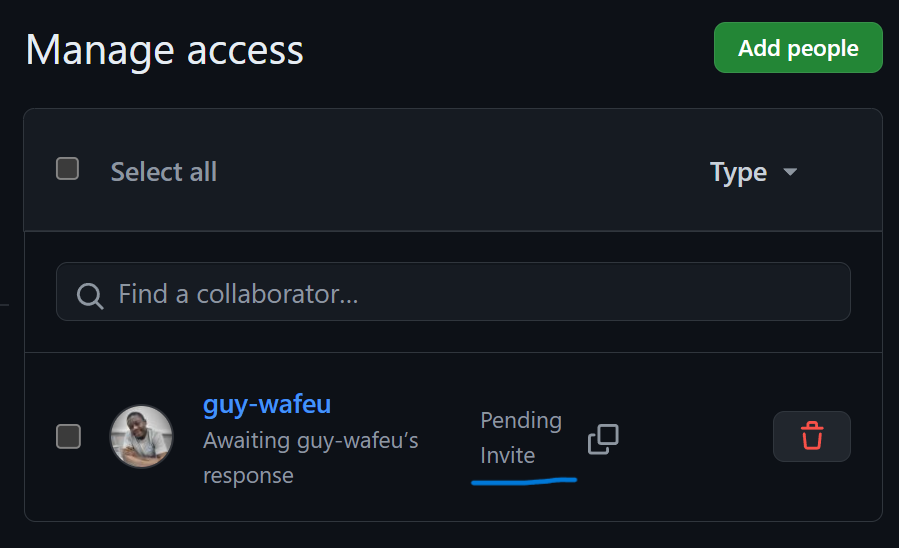 Manage access
Add people
Select all
Type
Find a collaborator...
guy-wafeu
Awaiting guy-wafeu’s
response
Pending
Invite